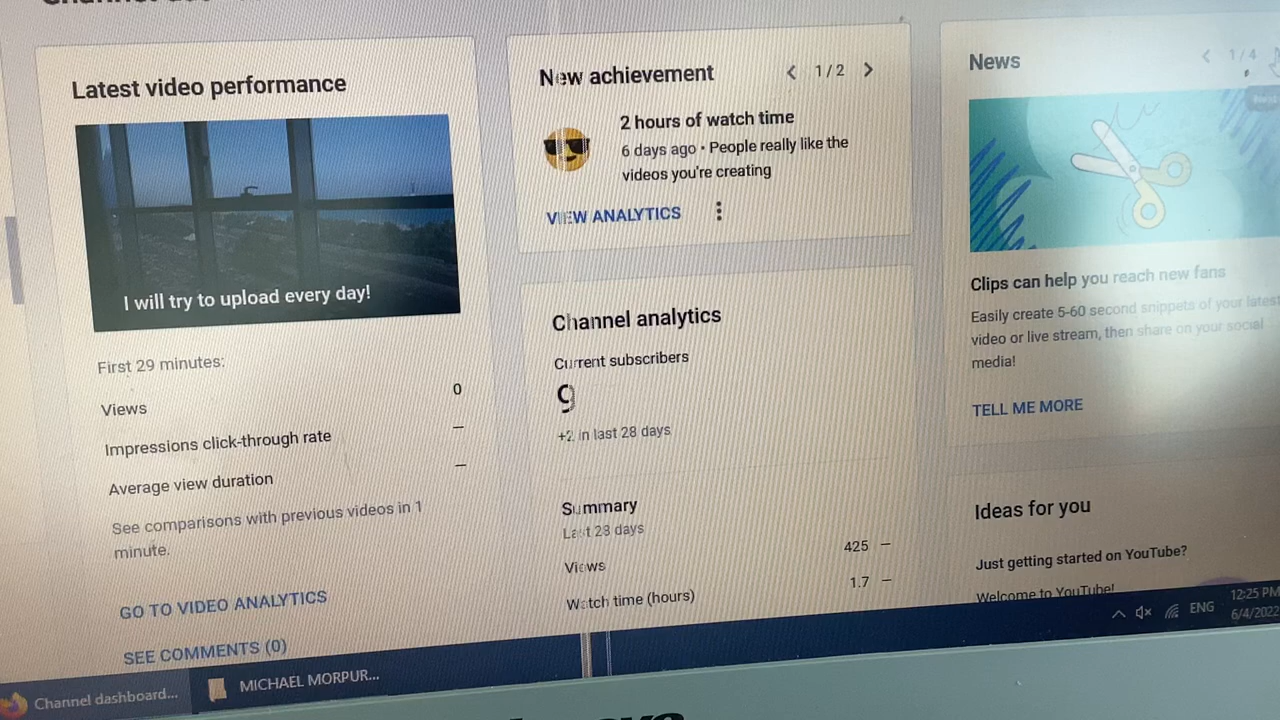 Latest video performance
I will try to upload every day!
First 29 minutes:
Views 0
Impressions click-through rate –
Average view duration –
See comparisons with previous videos in 1
minute.
GO TO VIDEO ANALYTICS
SEE COMMENTS (0)
New achievement
1 / 2
2 hours of watch time
6 days ago • People really like the
videos you're creating
VIEW ANALYTICS
Channel analytics
Current subscribers
9
+2 in last 28 days
Summary
Last 28 days
Views 425 –
Watch time (hours) 1.7 –
News
1 / 4
Clips can help you reach new fans
Easily create 5-60 second snippets of your latest
video or live stream, then share on your social
media!
TELL ME MORE
Ideas for you
Just getting started on YouTube?
Welcome to YouTube!
Channel dashboard...
MICHAEL MORPUR...
ENG
12:25 PM
6/4/2022